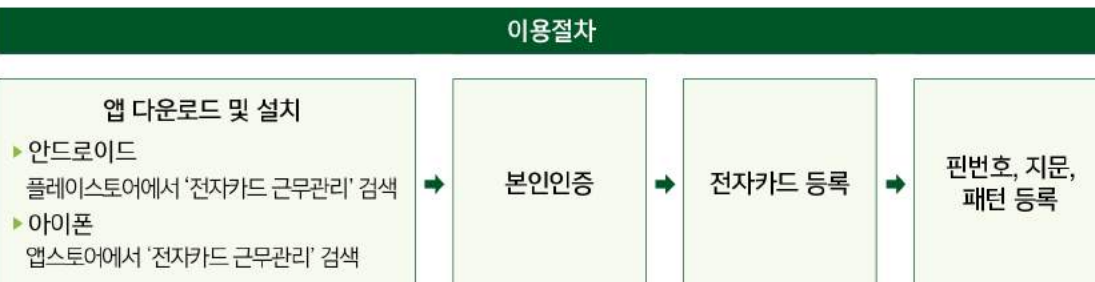 이용절차
앱 다운로드 및 설치
▶ 안드로이드
플레이스토어에서 ‘전자카드 근무관리’ 검색
▶ 아이폰
앱스토어에서 ‘전자카드 근무관리’ 검색
➡
본인인증
➡
전자카드 등록
➡
핀번호, 지문,
패턴 등록